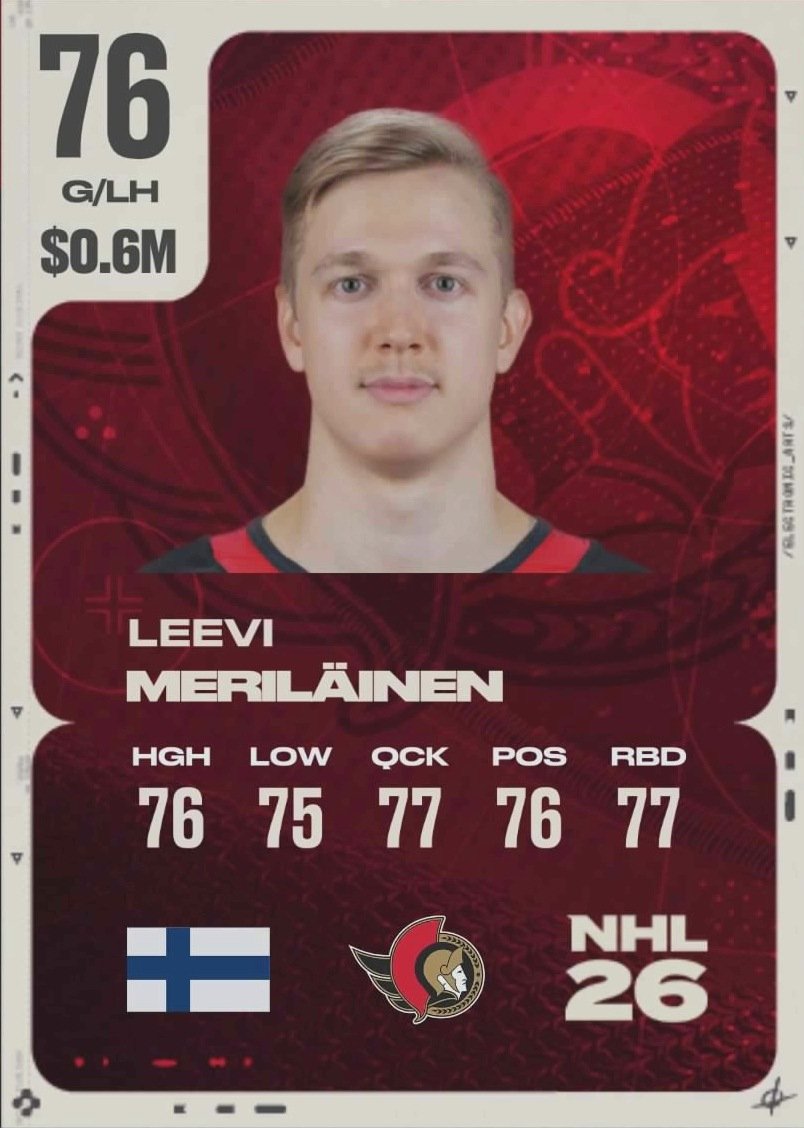 76
G/LH
$0.6M
LEEVI
MERILÄINEN
HGH LOW QCK POS RBD
76 75 77 76 77
NHL
26